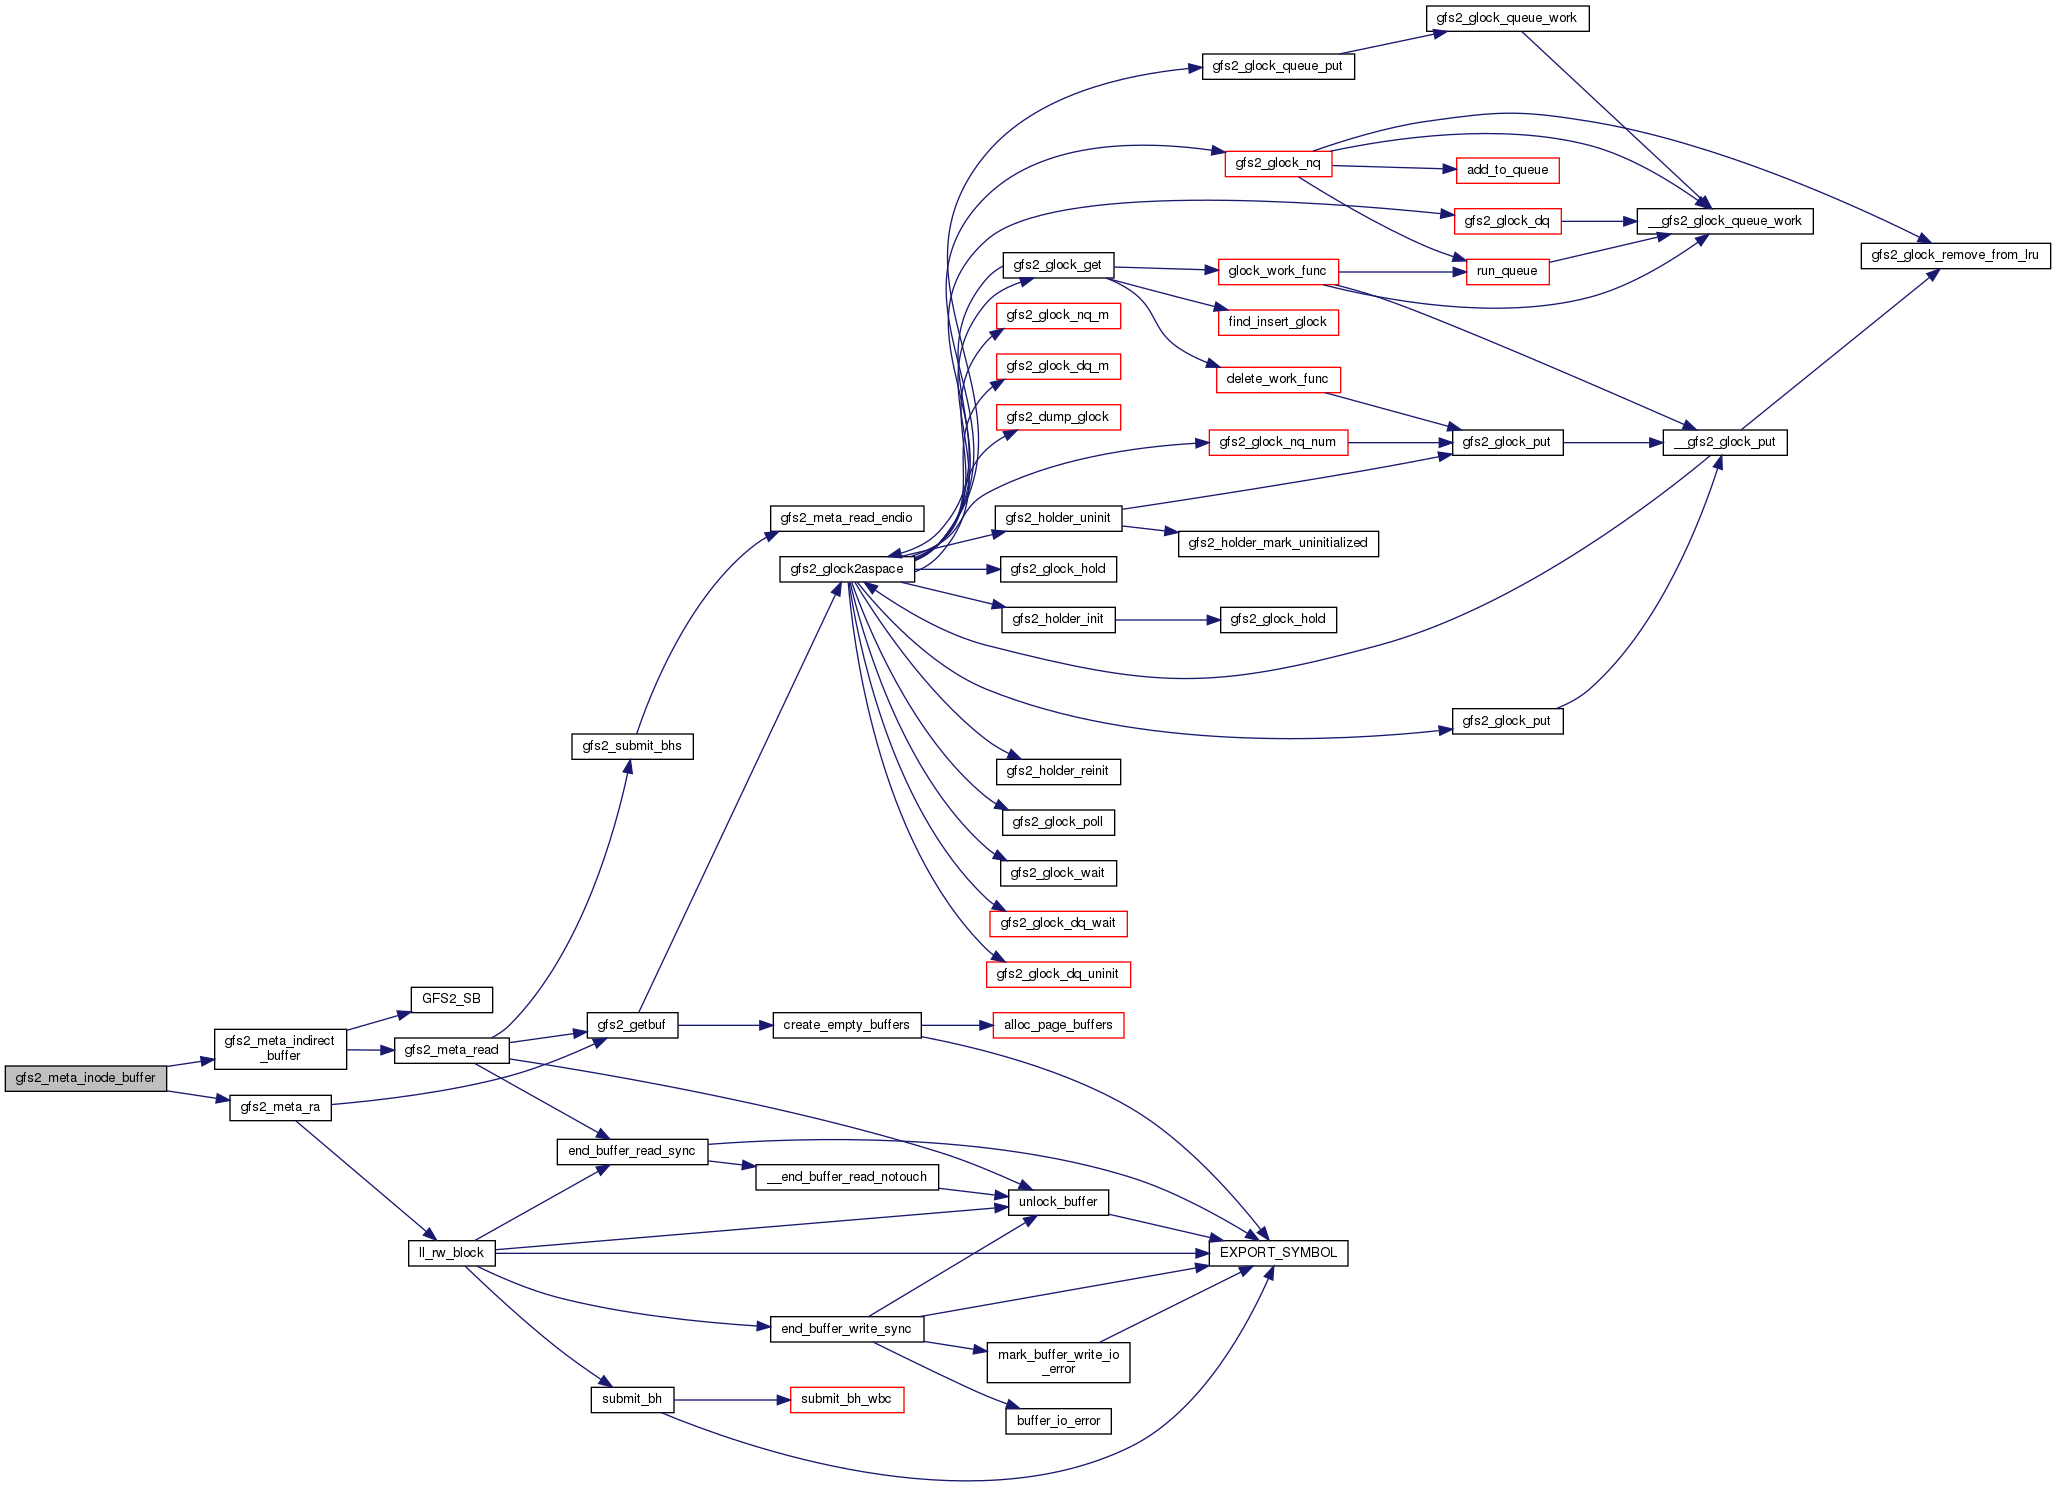 gfs2_glock_queue_work
gfs2_glock_queue_put
gfs2_glock_nq
add_to_queue
gfs2_glock_dq
__gfs2_glock_queue_work
gfs2_glock_remove_from_lru
gfs2_glock_get
glock_work_func
run_queue
gfs2_glock_nq_m
find_insert_glock
gfs2_glock_dq_m
delete_work_func
gfs2_dump_glock
gfs2_glock_nq_num
gfs2_glock_put
__gfs2_glock_put
gfs2_meta_read_endio
gfs2_holder_uninit
gfs2_holder_mark_uninitialized
gfs2_glock2aspace
gfs2_glock_hold
gfs2_holder_init
gfs2_glock_hold
gfs2_glock_put
gfs2_submit_bhs
gfs2_holder_reinit
gfs2_glock_poll
gfs2_glock_wait
gfs2_glock_dq_wait
gfs2_glock_dq_uninit
GFS2_SB
gfs2_getbuf
create_empty_buffers
alloc_page_buffers
gfs2_meta_indirect
_buffer
gfs2_meta_read
gfs2_meta_inode_buffer
gfs2_meta_ra
end_buffer_read_sync
__end_buffer_read_notouch
unlock_buffer
ll_rw_block
EXPORT_SYMBOL
end_buffer_write_sync
mark_buffer_write_io
_error
submit_bh
submit_bh_wbc
buffer_io_error